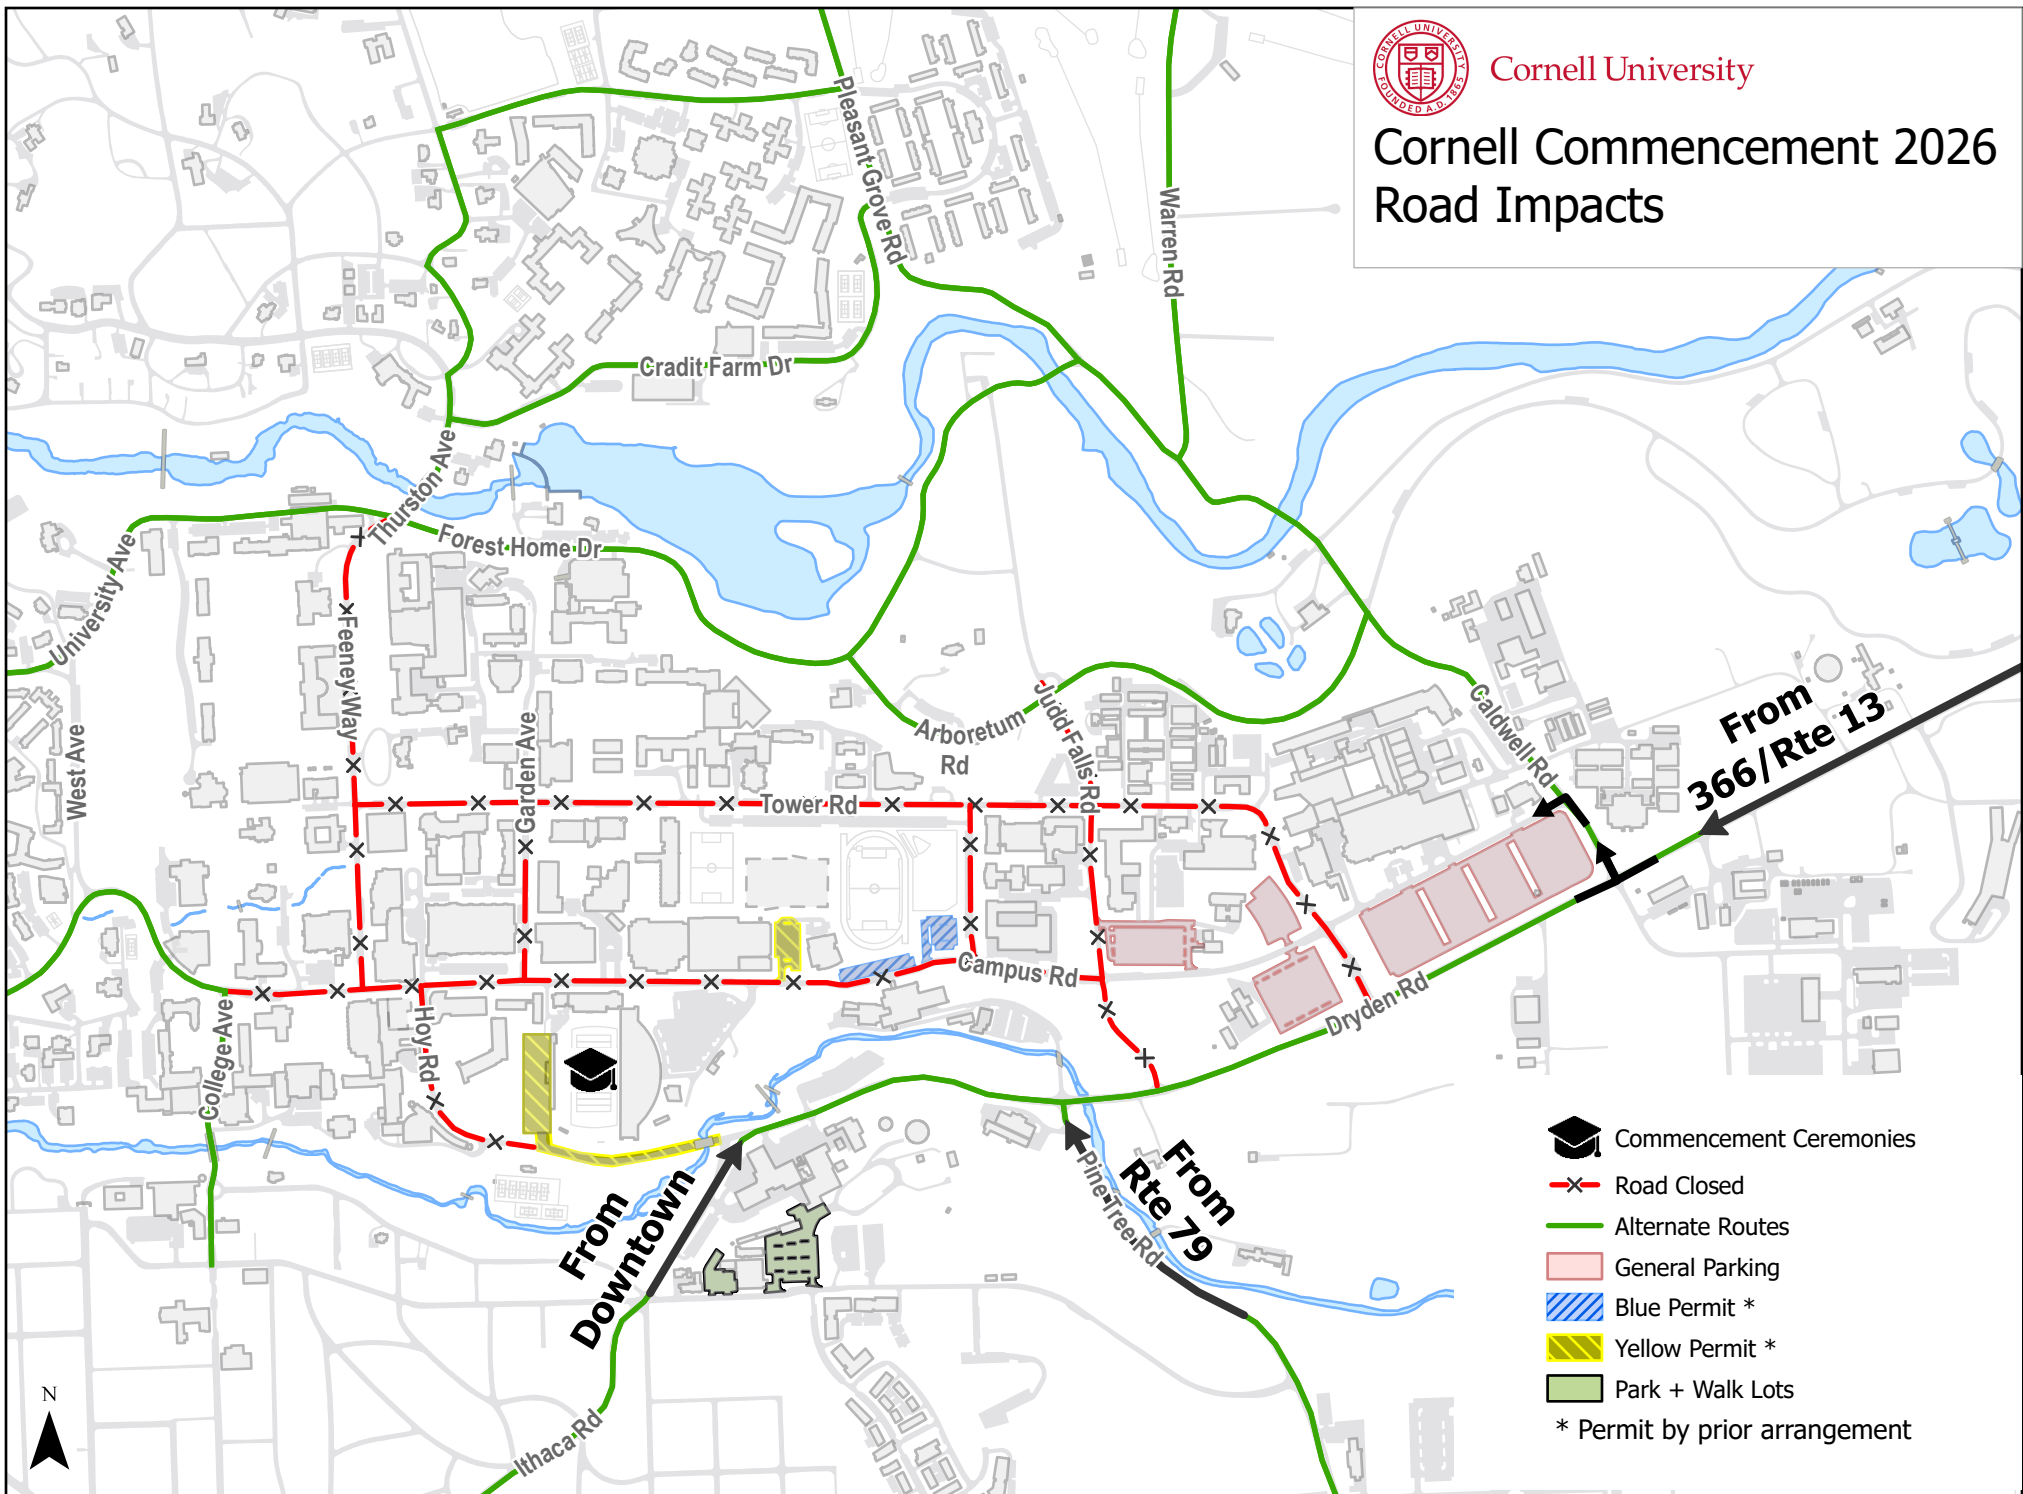 CORNELL UNIVERSITY
FOUNDED A.D. 1865
Cornell University
Cornell Commencement 2026
Road Impacts
Pleasant Grove Rd
Warren Rd
Cradit Farm Dr
Thurston Ave
Forest Home Dr
University Ave
Feeney Way
West Ave
Garden Ave
Tower Rd
Arboretum
Rd
Judd Falls Rd
Caldwell Rd
From
366/Rte 13
Campus Rd
Dryden Rd
College Ave
Hoy Rd
From
Downtown
Pine Tree Rd
From
Rte 79
Ithaca Rd
N
Commencement Ceremonies
Road Closed
Alternate Routes
General Parking
Blue Permit *
Yellow Permit *
Park + Walk Lots
* Permit by prior arrangement